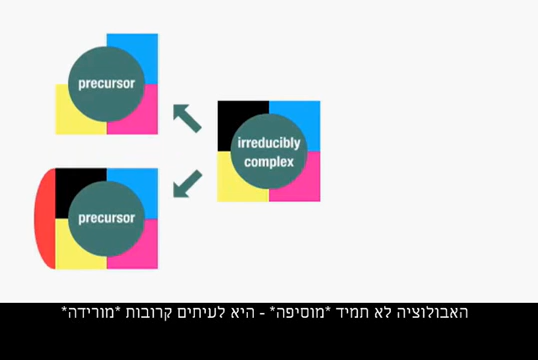 precursor
irreducibly
complex
precursor
האבולוציה לא תמיד *מוסיפה* - היא לעיתים קרובות *מורידה*